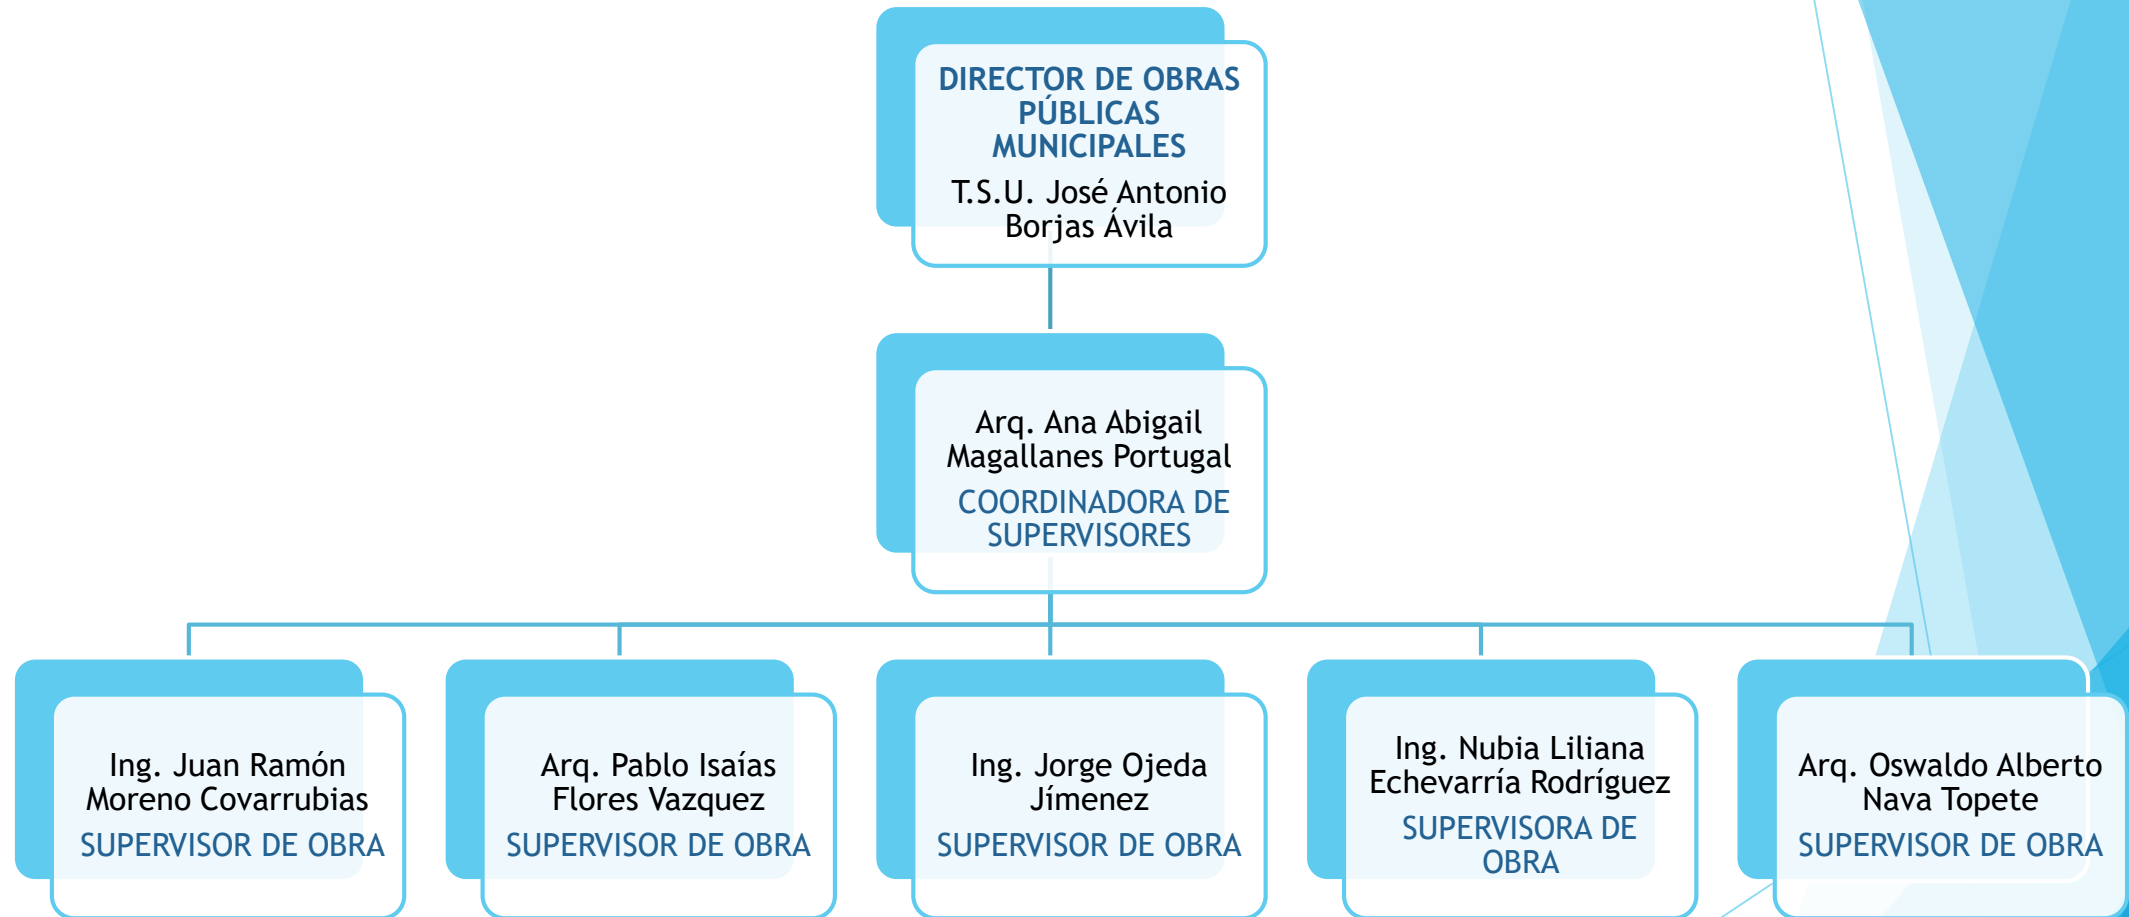 DIRECTOR DE OBRAS
PÚBLICAS
MUNICIPALES
T.S.U. José Antonio
Borjas Ávila
Arq. Ana Abigail
Magallanes Portugal
COORDINADORA DE
SUPERVISORES
Ing. Juan Ramón
Moreno Covarrubias
SUPERVISOR DE OBRA
Arq. Pablo Isaías
Flores Vazquez
SUPERVISOR DE OBRA
Ing. Jorge Ojeda
Jímenez
SUPERVISOR DE OBRA
Ing. Nubia Liliana
Echevarría Rodríguez
SUPERVISORA DE
OBRA
Arq. Oswaldo Alberto
Nava Topete
SUPERVISOR DE OBRA